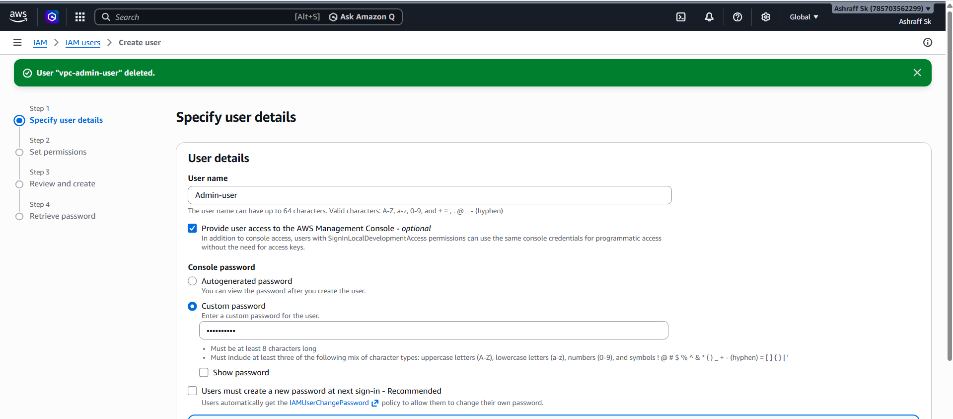 aws
Search
[Alt+S]
Ask Amazon Q
Global
Ashraff Sk (785703562299)
Ashraff Sk
IAM
IAM users
Create user
User "vpc-admin-user" deleted.
Step 1
Specify user details
Step 2
Set permissions
Step 3
Review and create
Step 4
Retrieve password
Specify user details
User details
User name
Admin-user
The user name can have up to 64 characters. Valid characters: A-Z, a-z, 0-9, and + = , . @ _ - (hyphen)
Provide user access to the AWS Management Console - optional
In addition to console access, users with SigninLocalDevelopmentAccess permissions can use the same console credentials for programmatic access
without the need for access keys.
Console password
Autogenerated password
You can view the password after you create the user.
Custom password
Enter a custom password for the user.
••••••••••
• Must be at least 8 characters long
• Must include at least three of the following mix of character types: uppercase letters (A-Z), lowercase letters (a-z), numbers (0-9), and symbols ! @ # $ % ^ & * ( ) _ + - (hyphen) = [ ] { } | '
Show password
Users must create a new password at next sign-in - Recommended
Users automatically get the IAMUserChangePassword policy to allow them to change their own password.